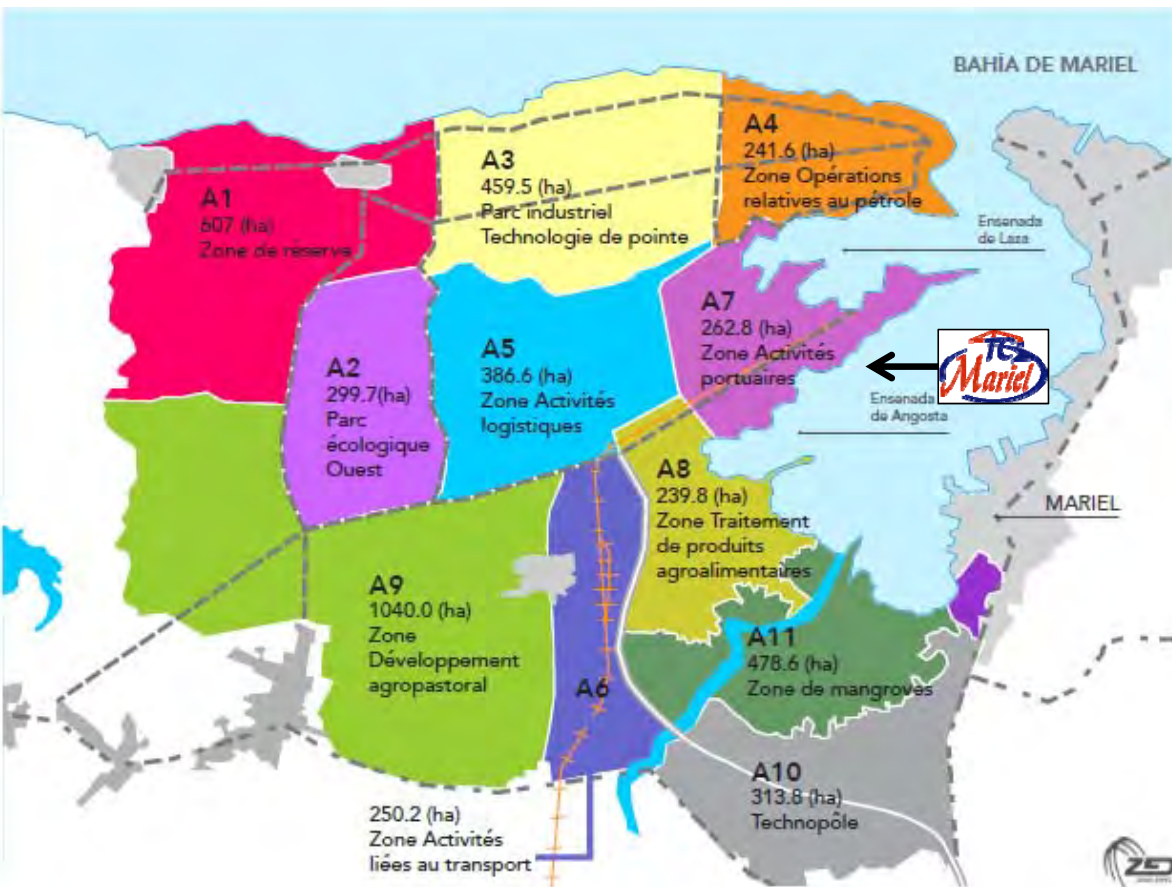 BAHÍA DE MARIEL
A1
607 (ha)
Zone de réserve
A3
459.5 (ha)
Parc industriel
Technologie de pointe
A4
241.6 (ha)
Zone Opérations
relatives au pétrole
Ensenada
de Laza
A2
299.7(ha)
Parc
écologique
Ouest
A5
386.6 (ha)
Zone Activités
logistiques
A7
262.8 (ha)
Zone Activités
portuaires
TC
Mariel
Ensenada
de Angosta
A8
239.8 (ha)
Zone Traitement
de produits
agroalimentaires
MARIEL
A9
1040.0 (ha)
Zone
Développement
agropastoral
A6
A11
478.6 (ha)
Zone de mangroves
A10
313.8 (ha)
Technopôle
250.2 (ha)
Zone Activités
liées au transport